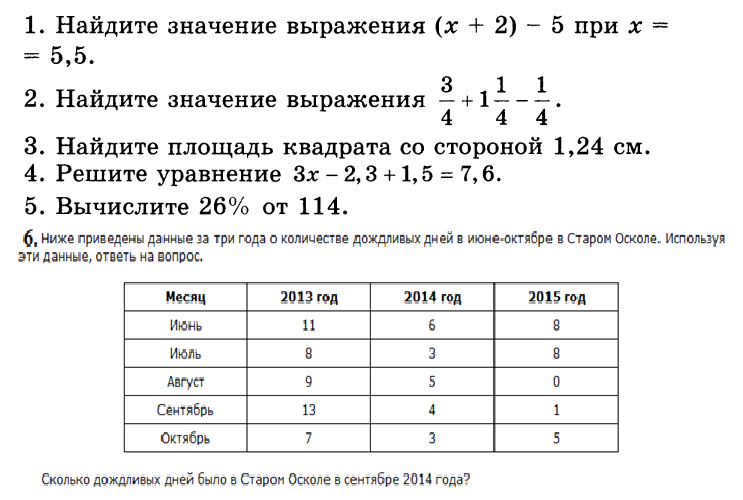 1. Найдите значение выражения (x + 2) − 5 при x =
= 5,5.
2. Найдите значение выражения 3/4 + 1 1/4 − 1/4.
3. Найдите площадь квадрата со стороной 1,24 см.
4. Решите уравнение 3x − 2,3 + 1,5 = 7,6.
5. Вычислите 26% от 114.
6. Ниже приведены данные за три года о количестве дождливых дней в июне-октябре в Старом Осколе. Используя
эти данные, ответь на вопрос.
Месяц 2013 год 2014 год 2015 год
Июнь 11 6 8
Июль 8 3 8
Август 9 5 0
Сентябрь 13 4 1
Октябрь 7 3 5
Сколько дождливых дней было в Старом Осколе в сентябре 2014 года?